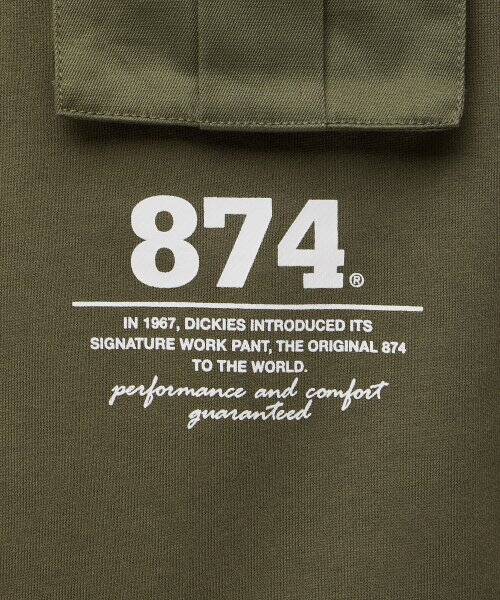 874®
IN 1967, DICKIES INTRODUCED ITS
SIGNATURE WORK PANT, THE ORIGINAL 874
TO THE WORLD.
performance and comfort
guaranteed